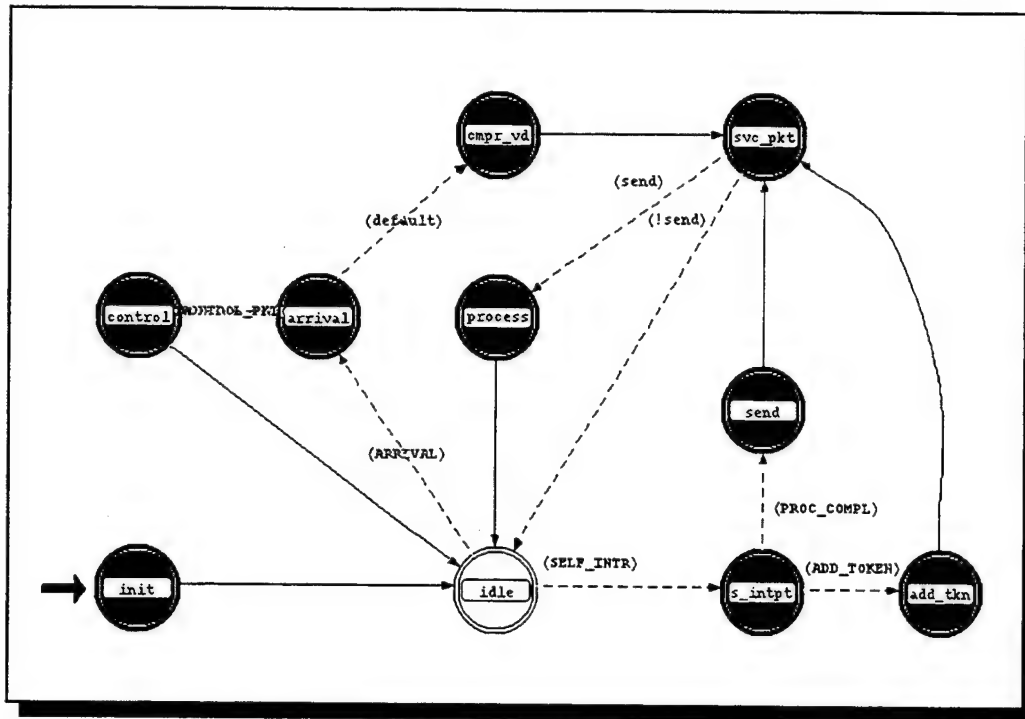 cmpr_vd
svc_pkt
(send)
(default)
(!send)
control
arrival
process
send
(ARRIVAL)
(PROC_COMPL)
(SELF_INTR)
(ADD_TOKEN)
init
idle
s_intpt
add_tkn